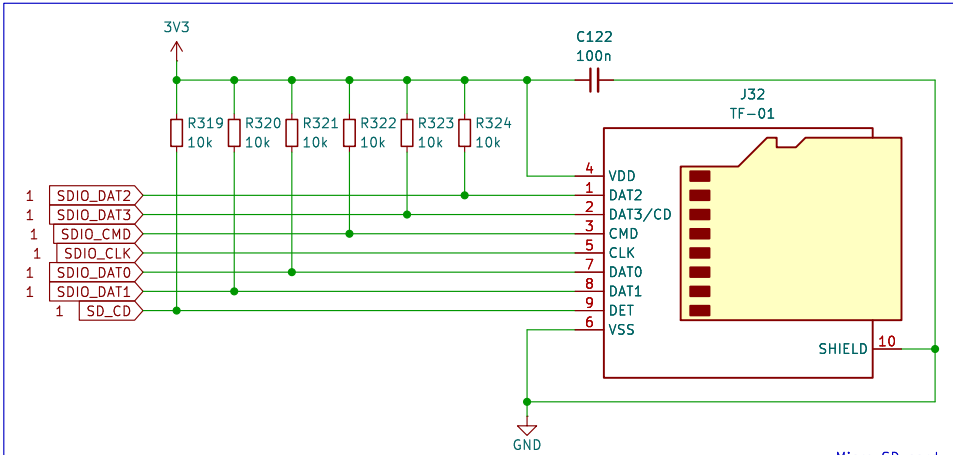 3V3
C122
100n
J32
TF-01
R319 R320 R321 R322 R323 R324
10k 10k 10k 10k 10k 10k
4 VDD
1 SDIO_DAT2 1 DAT2
1 SDIO_DAT3 2 DAT3/CD
1 SDIO_CMD 3 CMD
1 SDIO_CLK 5 CLK
1 SDIO_DAT0 7 DAT0
1 SDIO_DAT1 8 DAT1
1 SD_CD 9 DET
6 VSS
SHIELD 10
GND